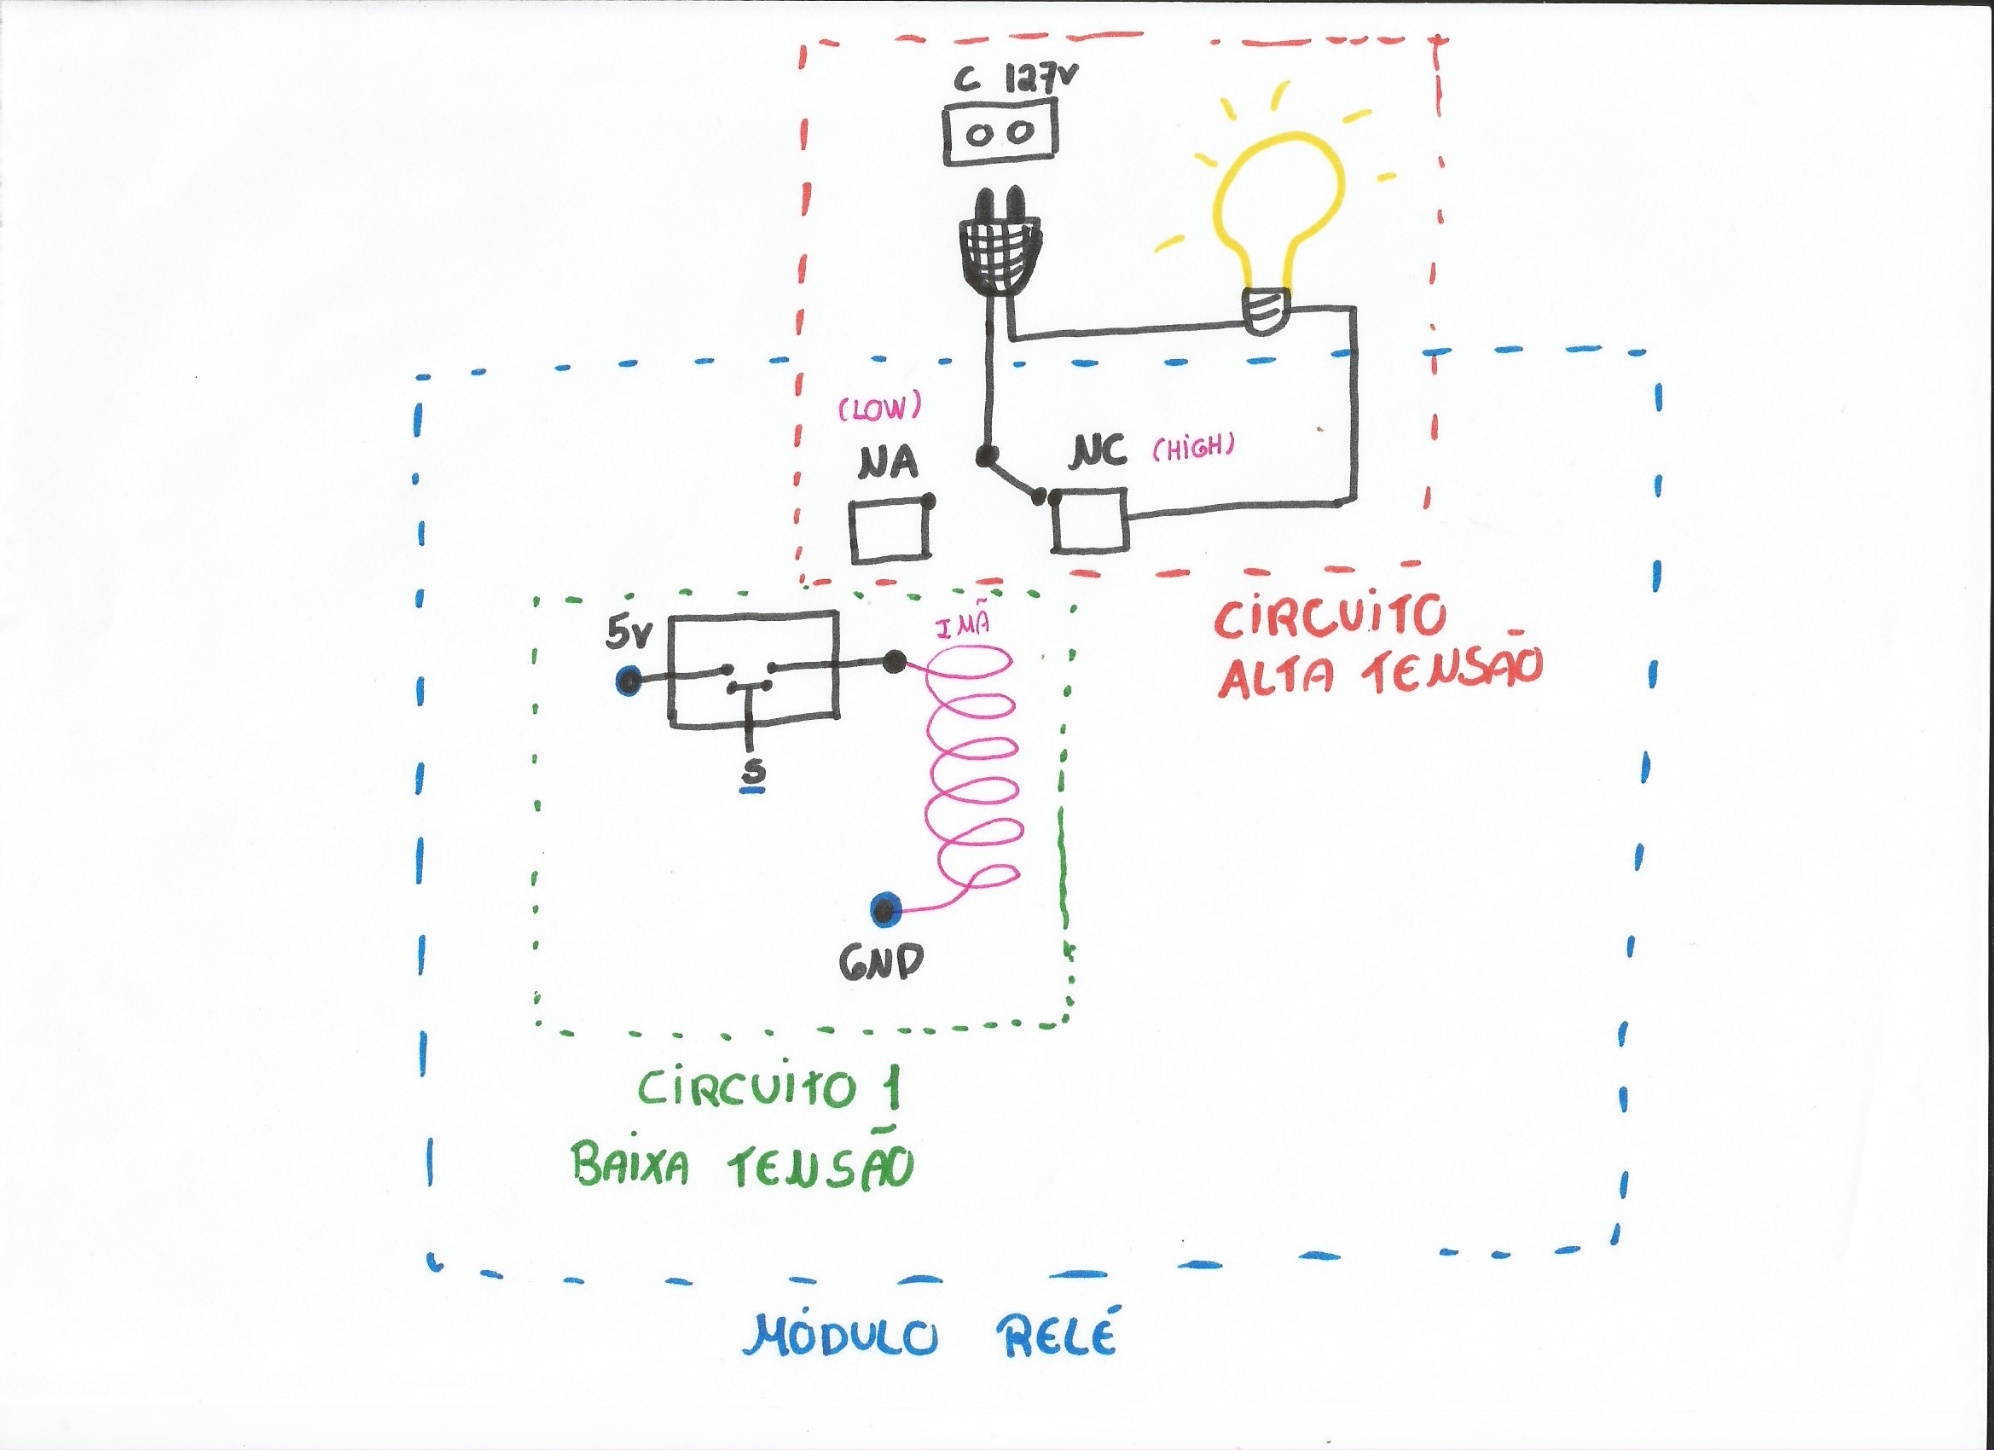 C 127V
(LOW)
NA
NC (HiGH)
5V
IMÃ
S
GND
CiRCUiTO
ALTA TENSÃO
CiRCUiTO 1
BAiXA TENSÃO
MÓDULO RELÉ